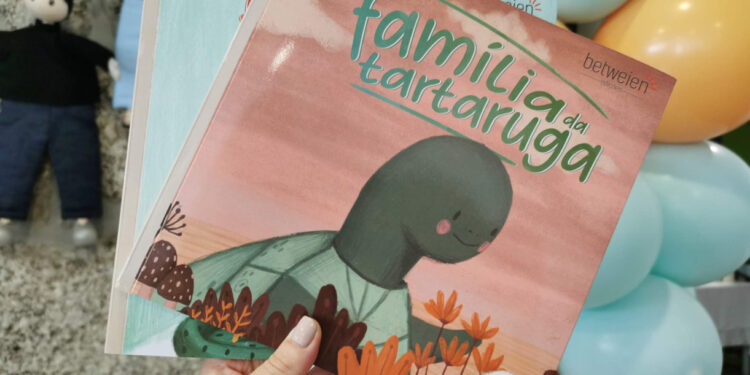 família da
tartaruga
betweien